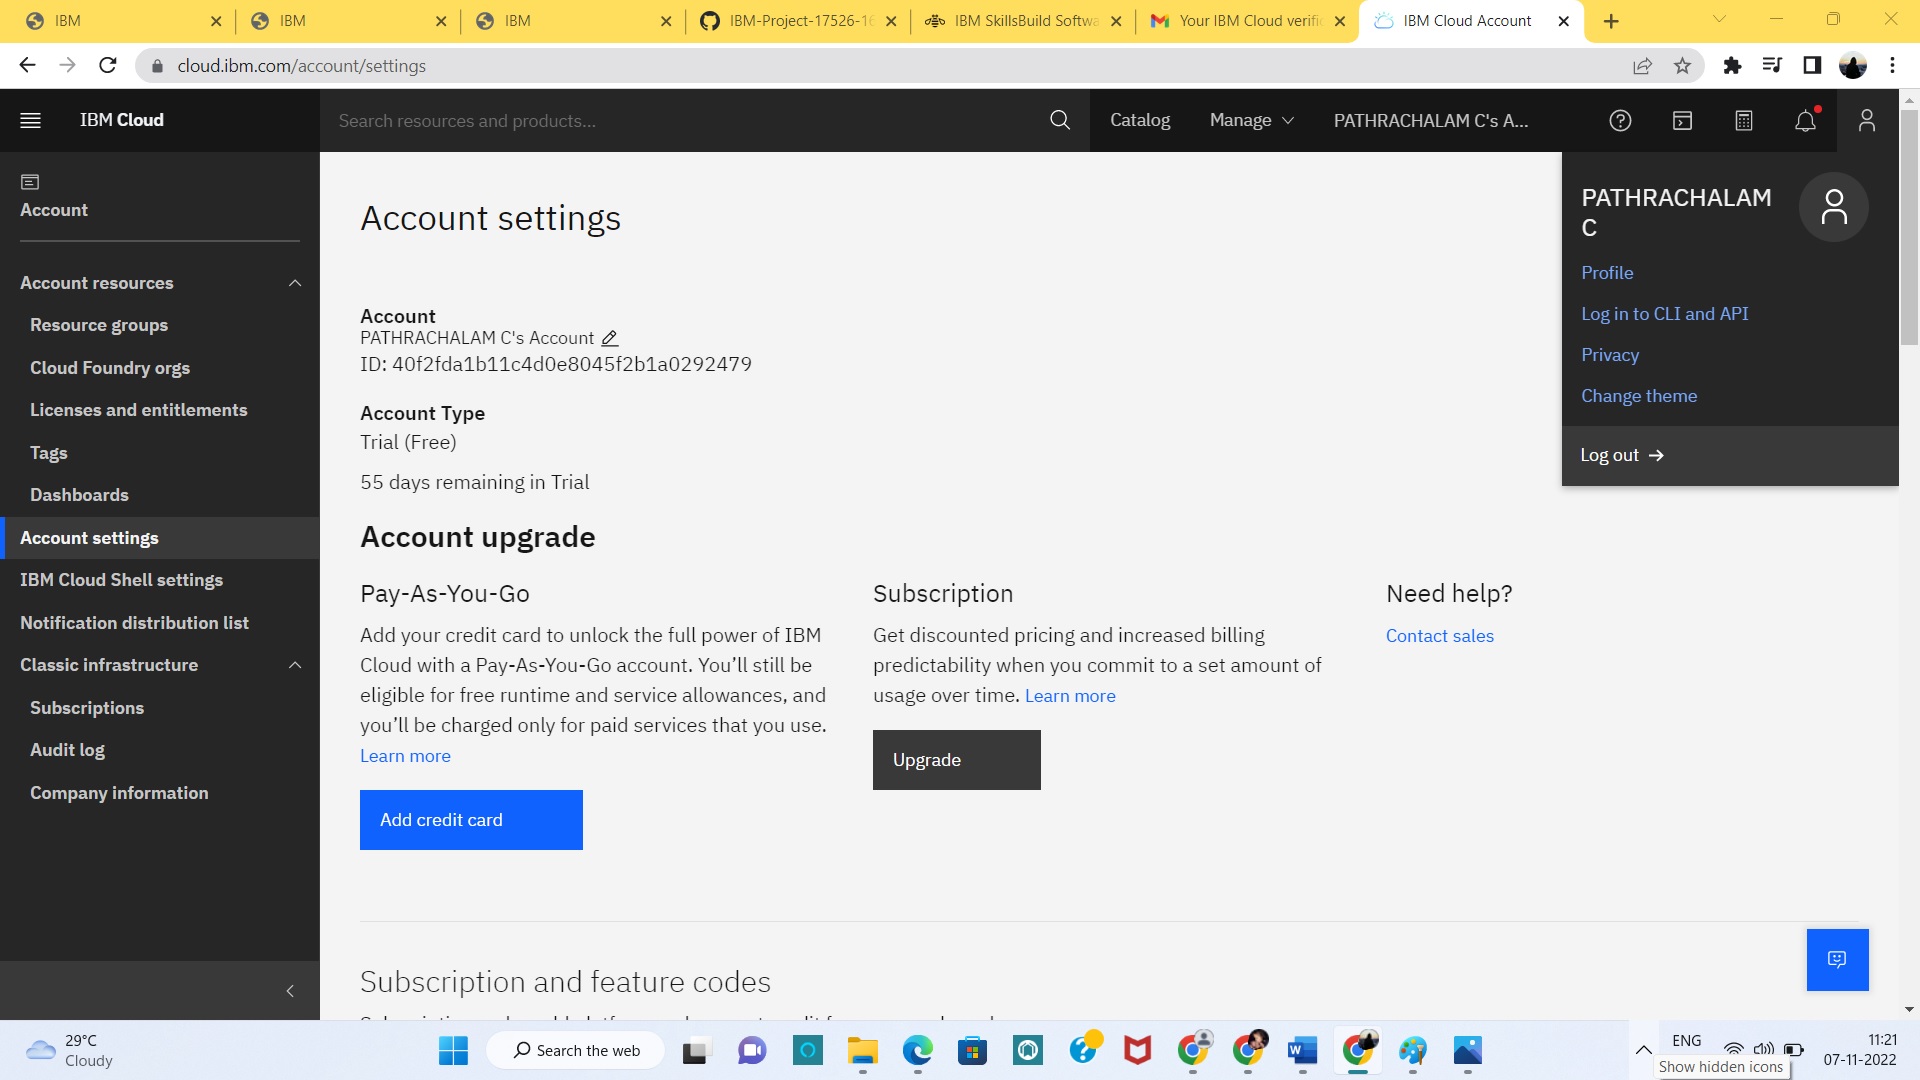 IBM
IBM
IBM
IBM-Project-17526-16
IBM SkillsBuild Softwa
Your IBM Cloud verific
IBM Cloud Account
cloud.ibm.com/account/settings
IBM Cloud
Search resources and products...
Catalog
Manage
PATHRACHALAM C's A...
Account
Account resources
Resource groups
Cloud Foundry orgs
Licenses and entitlements
Tags
Dashboards
Account settings
IBM Cloud Shell settings
Notification distribution list
Classic infrastructure
Subscriptions
Audit log
Company information
Account settings
Account
PATHRACHALAM C's Account
ID: 40f2fda1b11c4d0e8045f2b1a0292479
Account Type
Trial (Free)
55 days remaining in Trial
Account upgrade
Pay-As-You-Go
Add your credit card to unlock the full power of IBM
Cloud with a Pay-As-You-Go account. You’ll still be
eligible for free runtime and service allowances, and
you’ll be charged only for paid services that you use.
Learn more
Add credit card
Subscription
Get discounted pricing and increased billing
predictability when you commit to a set amount of
usage over time. Learn more
Upgrade
Need help?
Contact sales
PATHRACHALAM
C
Profile
Log in to CLI and API
Privacy
Change theme
Log out
Subscription and feature codes
29°C
Cloudy
Search the web
ENG
Show hidden icons
11:21
07-11-2022